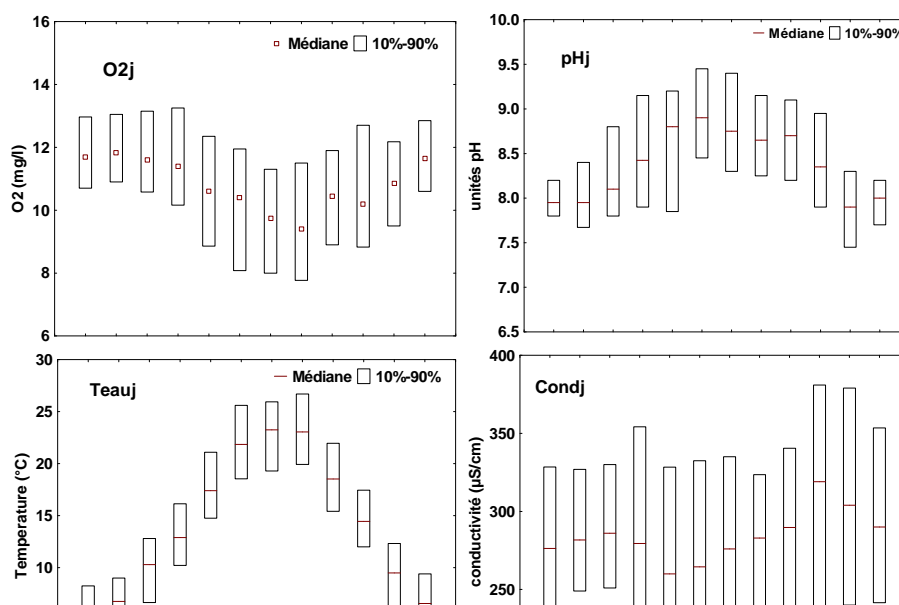 O2j
Médiane 10%-90%
O2 (mg/l)
16
14
12
10
8
6
pHj
Médiane 10%-90%
unités pH
10.0
9.5
9.0
8.5
8.0
7.5
7.0
6.5
Teauj
Médiane 10%-90%
Temperature (°C)
30
25
20
15
10
Condj
conductivité (µS/cm)
400
350
300
250